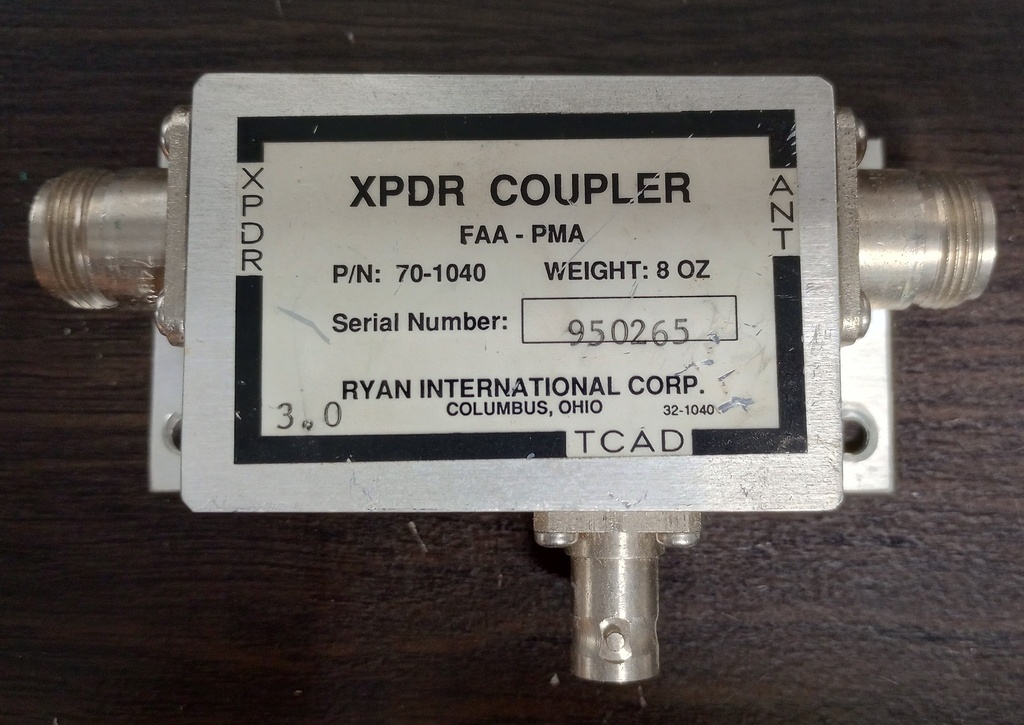 XPDR COUPLER
FAA - PMA
XPDR
ANT
P/N: 70-1040 WEIGHT: 8 OZ
Serial Number: 950265
RYAN INTERNATIONAL CORP.
3.0 COLUMBUS, OHIO 32-1040
TCAD